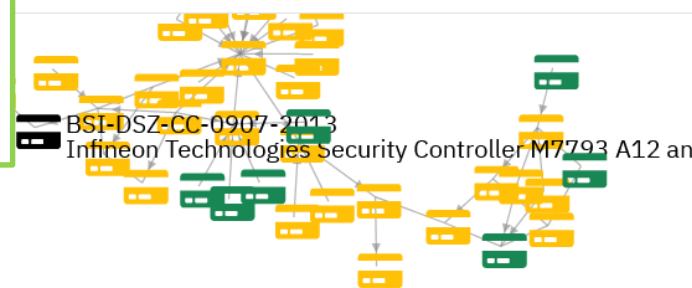 BSI-DSZ-CC-0907-2013
Infineon Technologies Security Controller M7793 A12 an